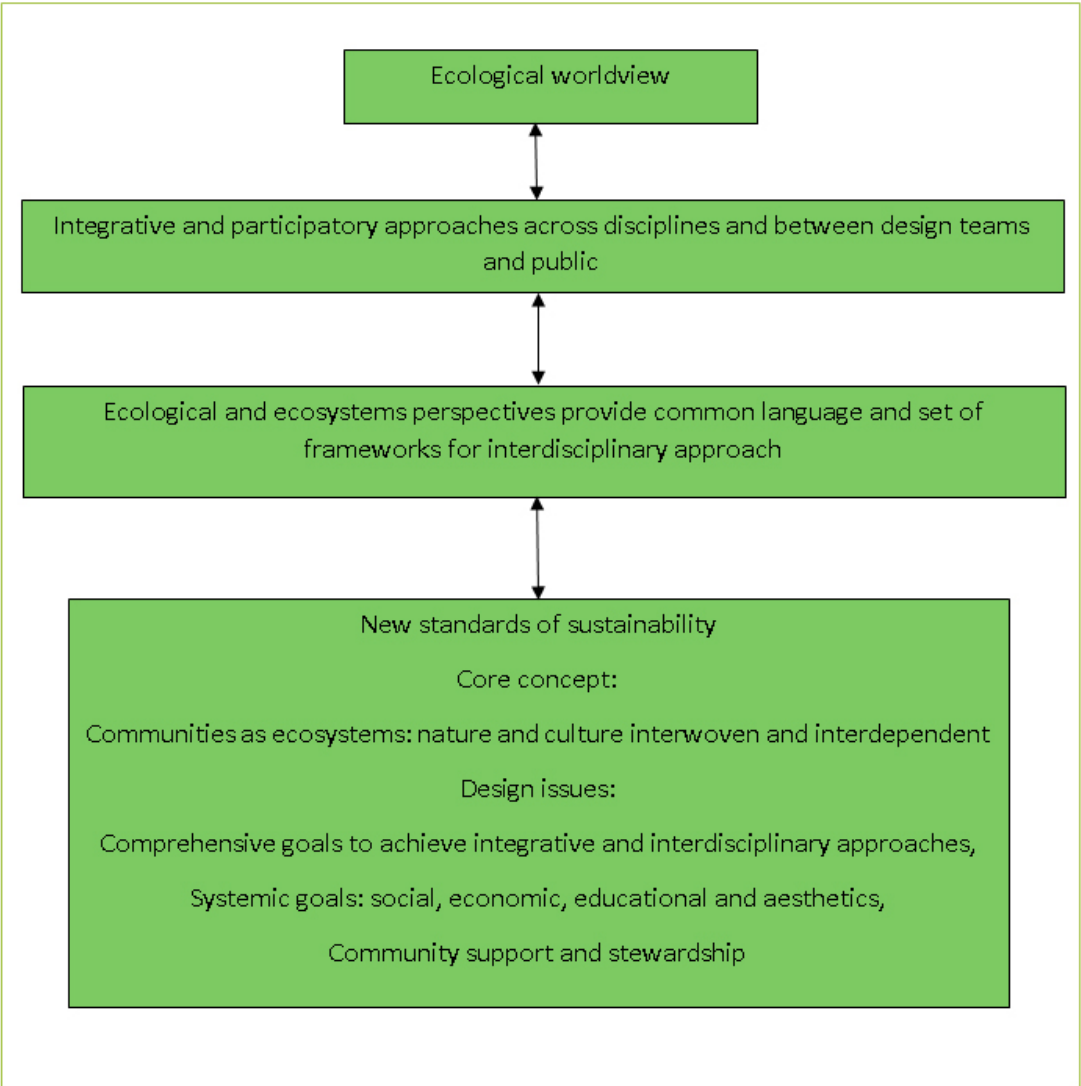 Ecological worldview
Integrative and participatory approaches across disciplines and between design teams
and public
Ecological and ecosystems perspectives provide common language and set of
frameworks for interdisciplinary approach
New standards of sustainability
Core concept:
Communities as ecosystems: nature and culture interwoven and interdependent
Design issues:
Comprehensive goals to achieve integrative and interdisciplinary approaches,
Systemic goals: social, economic, educational and aesthetics,
Community support and stewardship